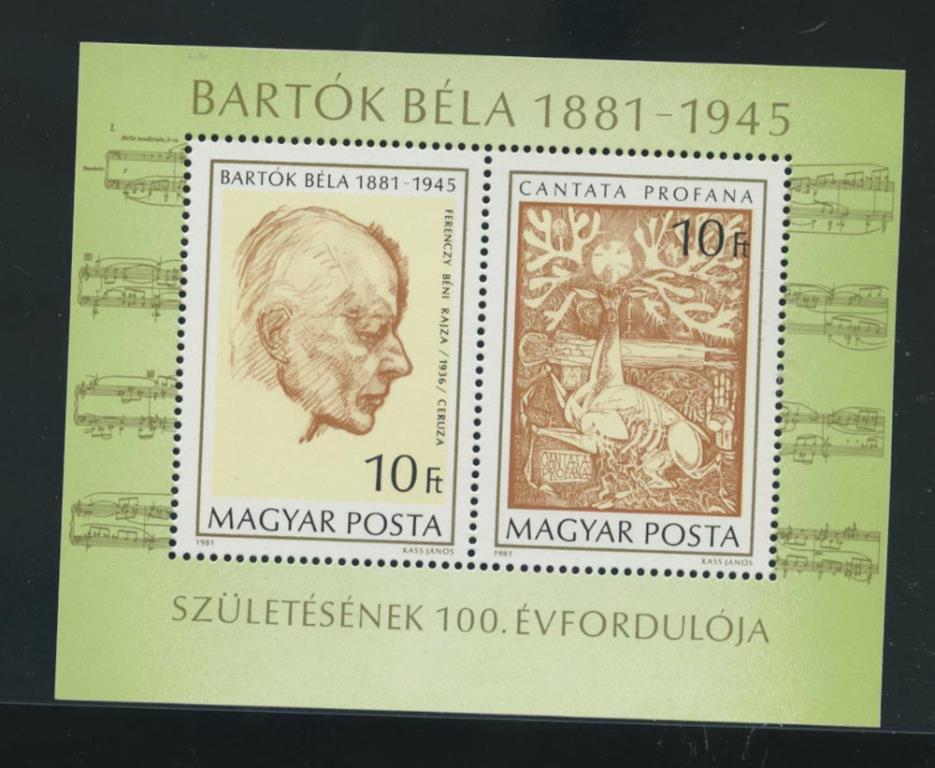 BARTÓK BÉLA 1881-1945
I.
BARTÓK BÉLA 1881-1945
FERENCZY BÉNI RAJZA /1936/ CERUZA
10 Ft
MAGYAR POSTA
1981 KASS JÁNOS
CANTATA PROFANA
10 Ft
CANTATA
PROFANA
MAGYAR POSTA
1981 KASS JÁNOS
SZÜLETÉSÉNEK 100. ÉVFORDULÓJA